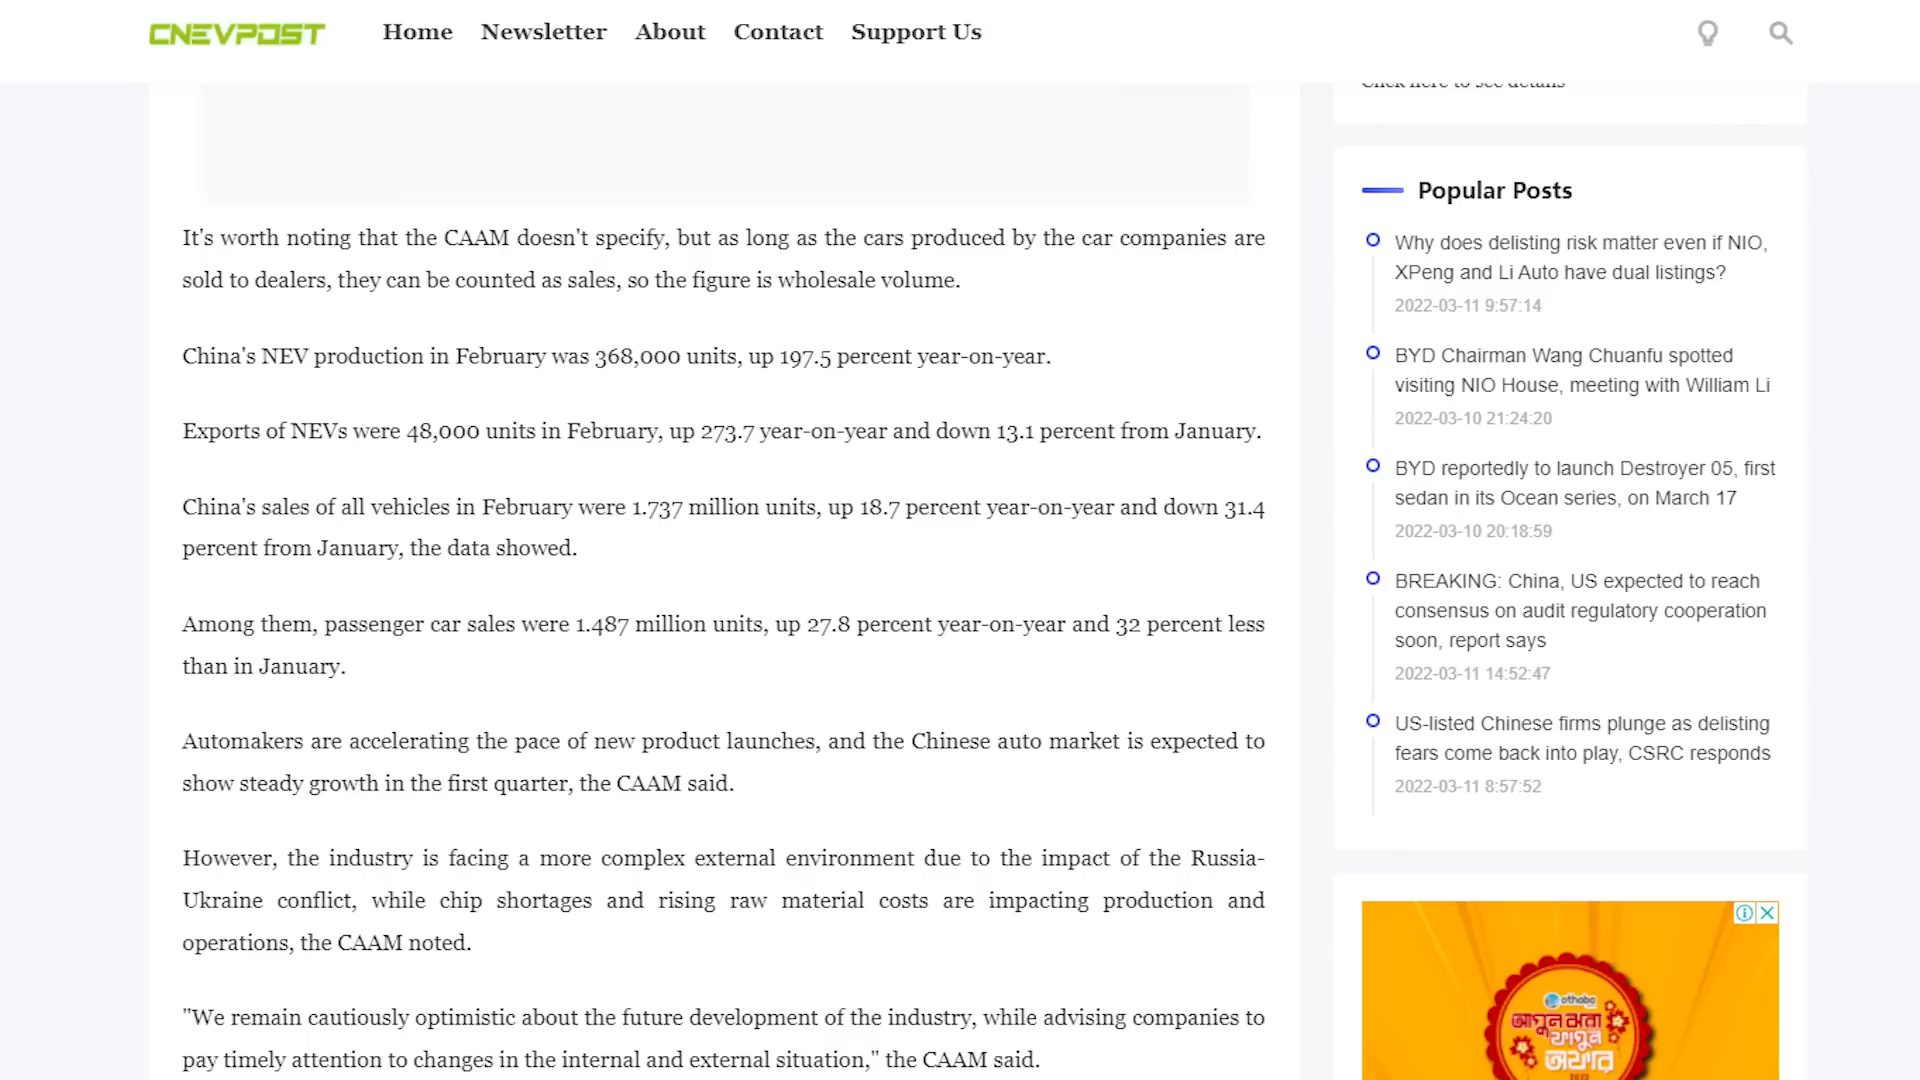 CNEVPOST
Home Newsletter About Contact Support Us
Click here to see details
It's worth noting that the CAAM doesn't specify, but as long as the cars produced by the car companies are
sold to dealers, they can be counted as sales, so the figure is wholesale volume.
China's NEV production in February was 368,000 units, up 197.5 percent year-on-year.
Exports of NEVs were 48,000 units in February, up 273.7 year-on-year and down 13.1 percent from January.
China's sales of all vehicles in February were 1.737 million units, up 18.7 percent year-on-year and down 31.4
percent from January, the data showed.
Among them, passenger car sales were 1.487 million units, up 27.8 percent year-on-year and 32 percent less
than in January.
Automakers are accelerating the pace of new product launches, and the Chinese auto market is expected to
show steady growth in the first quarter, the CAAM said.
However, the industry is facing a more complex external environment due to the impact of the Russia-
Ukraine conflict, while chip shortages and rising raw material costs are impacting production and
operations, the CAAM noted.
"We remain cautiously optimistic about the future development of the industry, while advising companies to
pay timely attention to changes in the internal and external situation," the CAAM said.
Popular Posts
Why does delisting risk matter even if NIO,
XPeng and Li Auto have dual listings?
2022-03-11 9:57:14
BYD Chairman Wang Chuanfu spotted
visiting NIO House, meeting with William Li
2022-03-10 21:24:20
BYD reportedly to launch Destroyer 05, first
sedan in its Ocean series, on March 17
2022-03-10 20:18:59
BREAKING: China, US expected to reach
consensus on audit regulatory cooperation
soon, report says
2022-03-11 14:52:47
US-listed Chinese firms plunge as delisting
fears come back into play, CSRC responds
2022-03-11 8:57:52
othoba
আগুন ঝরা
ফাগুন
অফার
2022